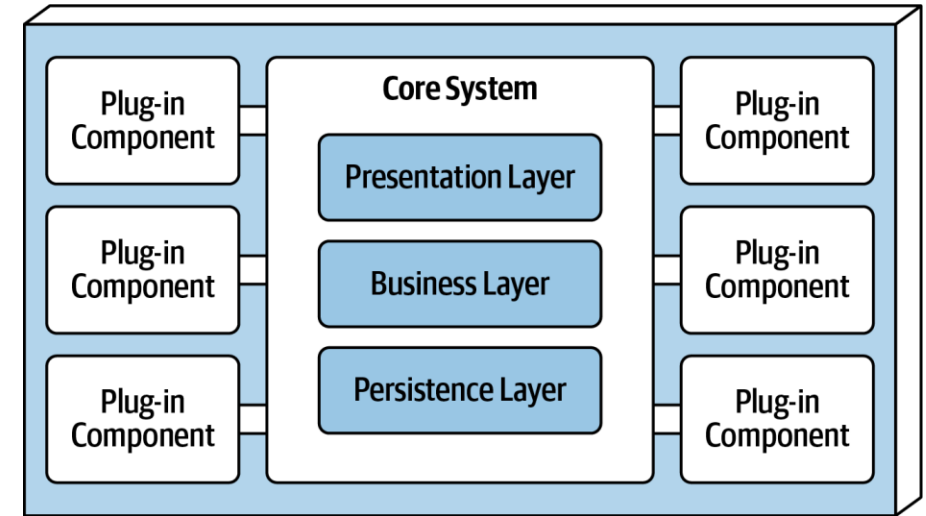 Core System
Plug-in
Component
Plug-in
Component
Plug-in
Component
Presentation Layer
Business Layer
Persistence Layer
Plug-in
Component
Plug-in
Component
Plug-in
Component